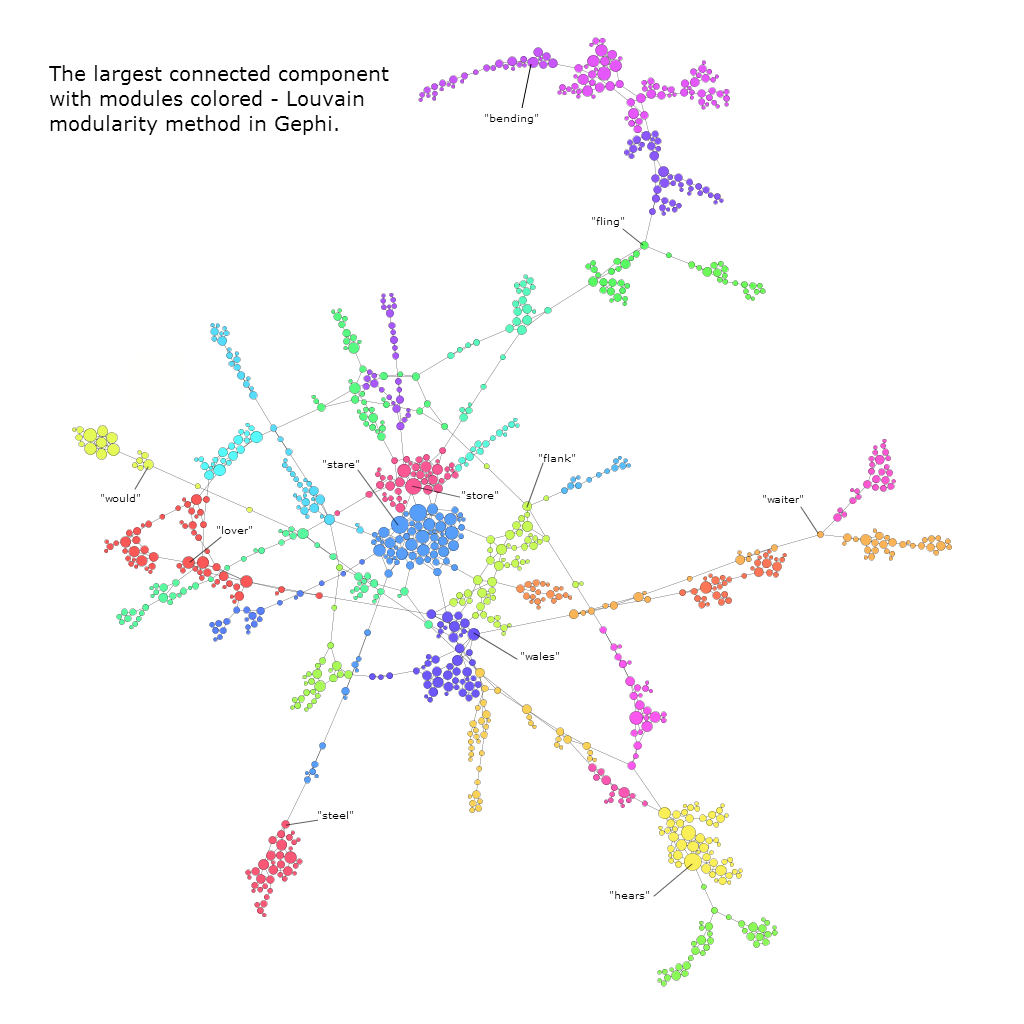 The largest connected component
with modules colored - Louvain
modularity method in Gephi.
"bending"
"fling"
"stare"
"flank"
"would"
"store"
"waiter"
"lover"
"wales"
"steel"
"hears"